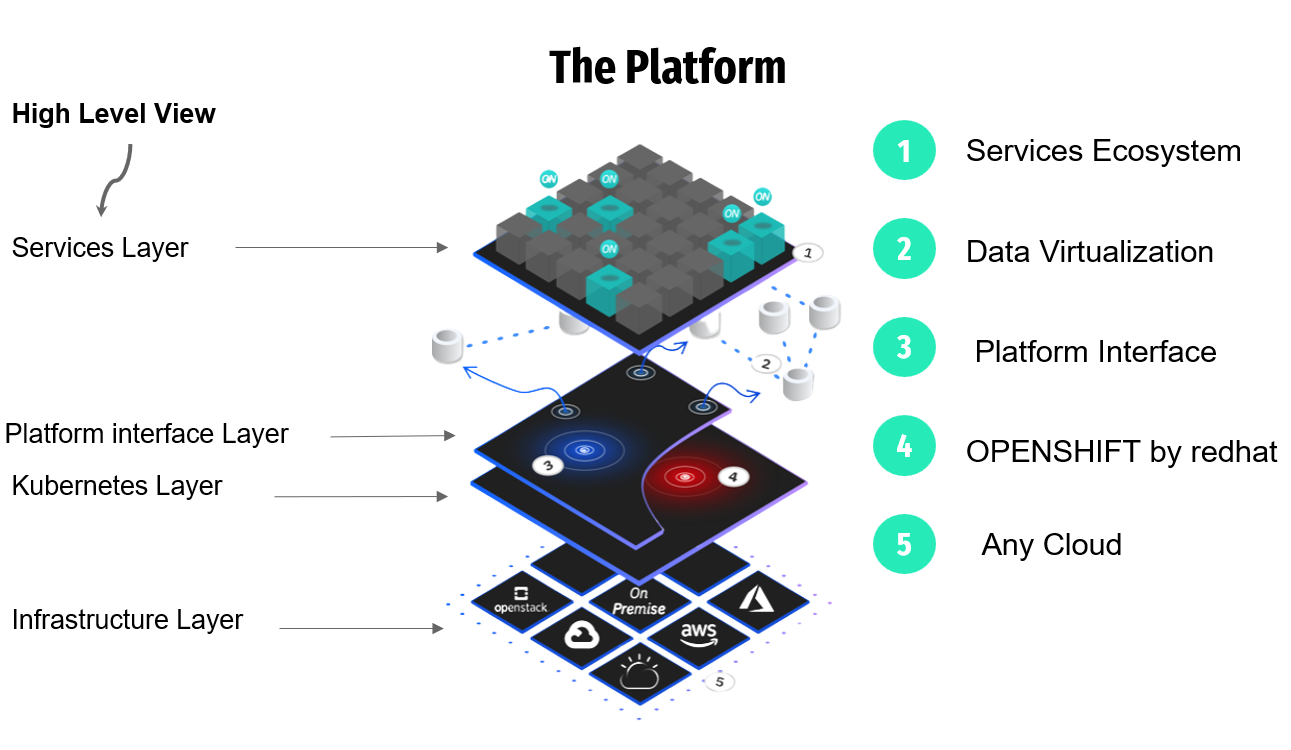 The Platform
High Level View
Services Layer
Platform interface Layer
Kubernetes Layer
Infrastructure Layer
ON
ON
ON
ON
ON
1
2
3
4
openstack
On
Premise
aws
5
1 Services Ecosystem
2 Data Virtualization
3 Platform Interface
4 OPENSHIFT by redhat
5 Any Cloud